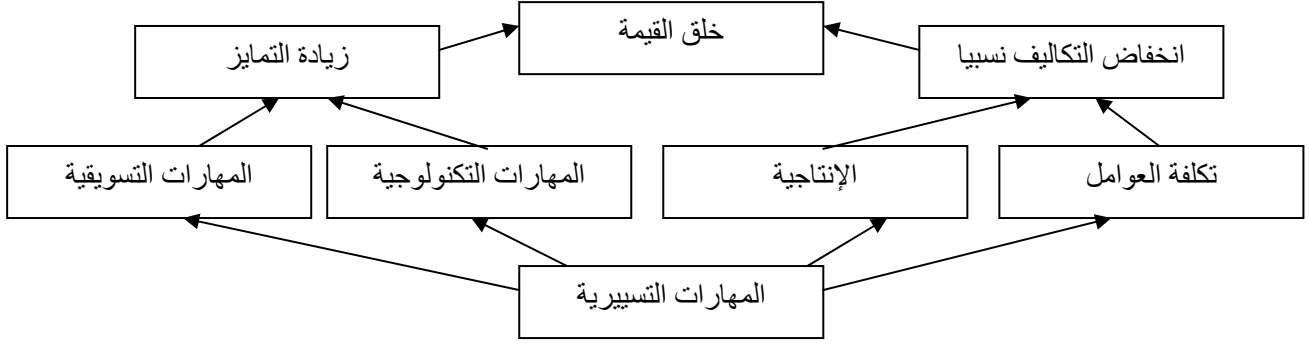 خلق القيمة
انخفاض التكاليف نسبيا
زيادة التمايز
تكلفة العوامل
الإنتاجية
المهارات التكنولوجية
المهارات التسويقية
المهارات التسييرية